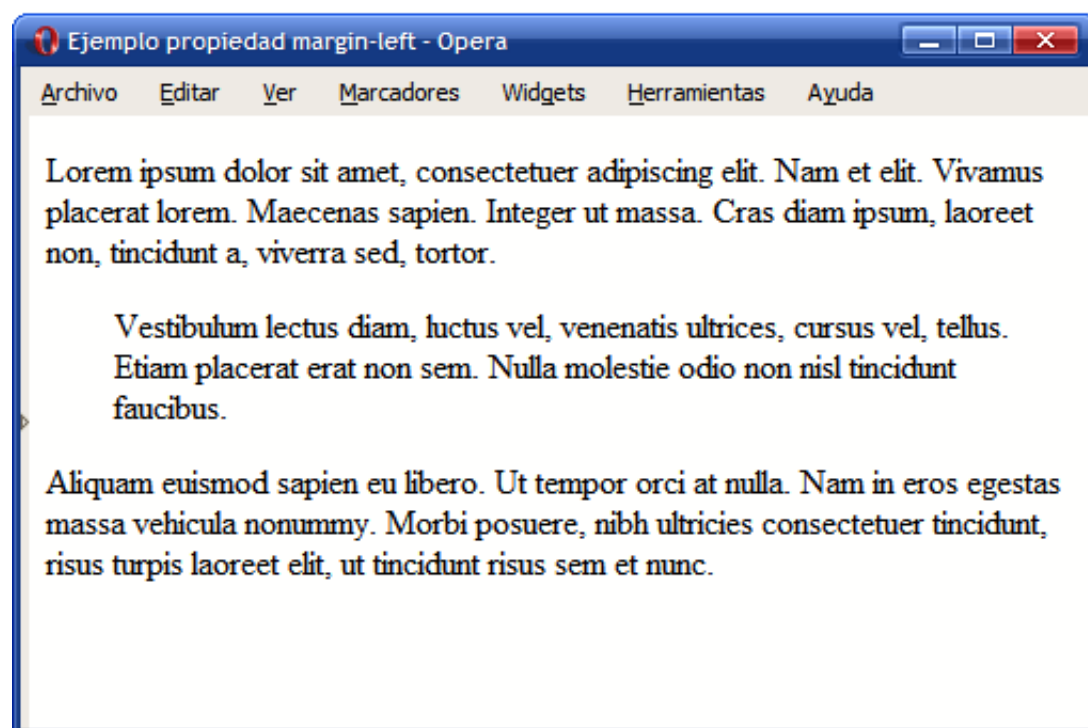 Ejemplo propiedad margin-left - Opera
Archivo Editar Ver Marcadores Widgets Herramientas Ayuda
Lorem ipsum dolor sit amet, consectetuer adipiscing elit. Nam et elit. Vivamus
placerat lorem. Maecenas sapien. Integer ut massa. Cras diam ipsum, laoreet
non, tincidunt a, viverra sed, tortor.
Vestibulum lectus diam, luctus vel, venenatis ultrices, cursus vel, tellus.
Etiam placerat erat non sem. Nulla molestie odio non nisl tincidunt
faucibus.
Aliquam euismod sapien eu libero. Ut tempor orci at nulla. Nam in eros egestas
massa vehicula nonummy. Morbi posuere, nibh ultricies consectetuer tincidunt,
risus turpis laoreet elit, ut tincidunt risus sem et nunc.